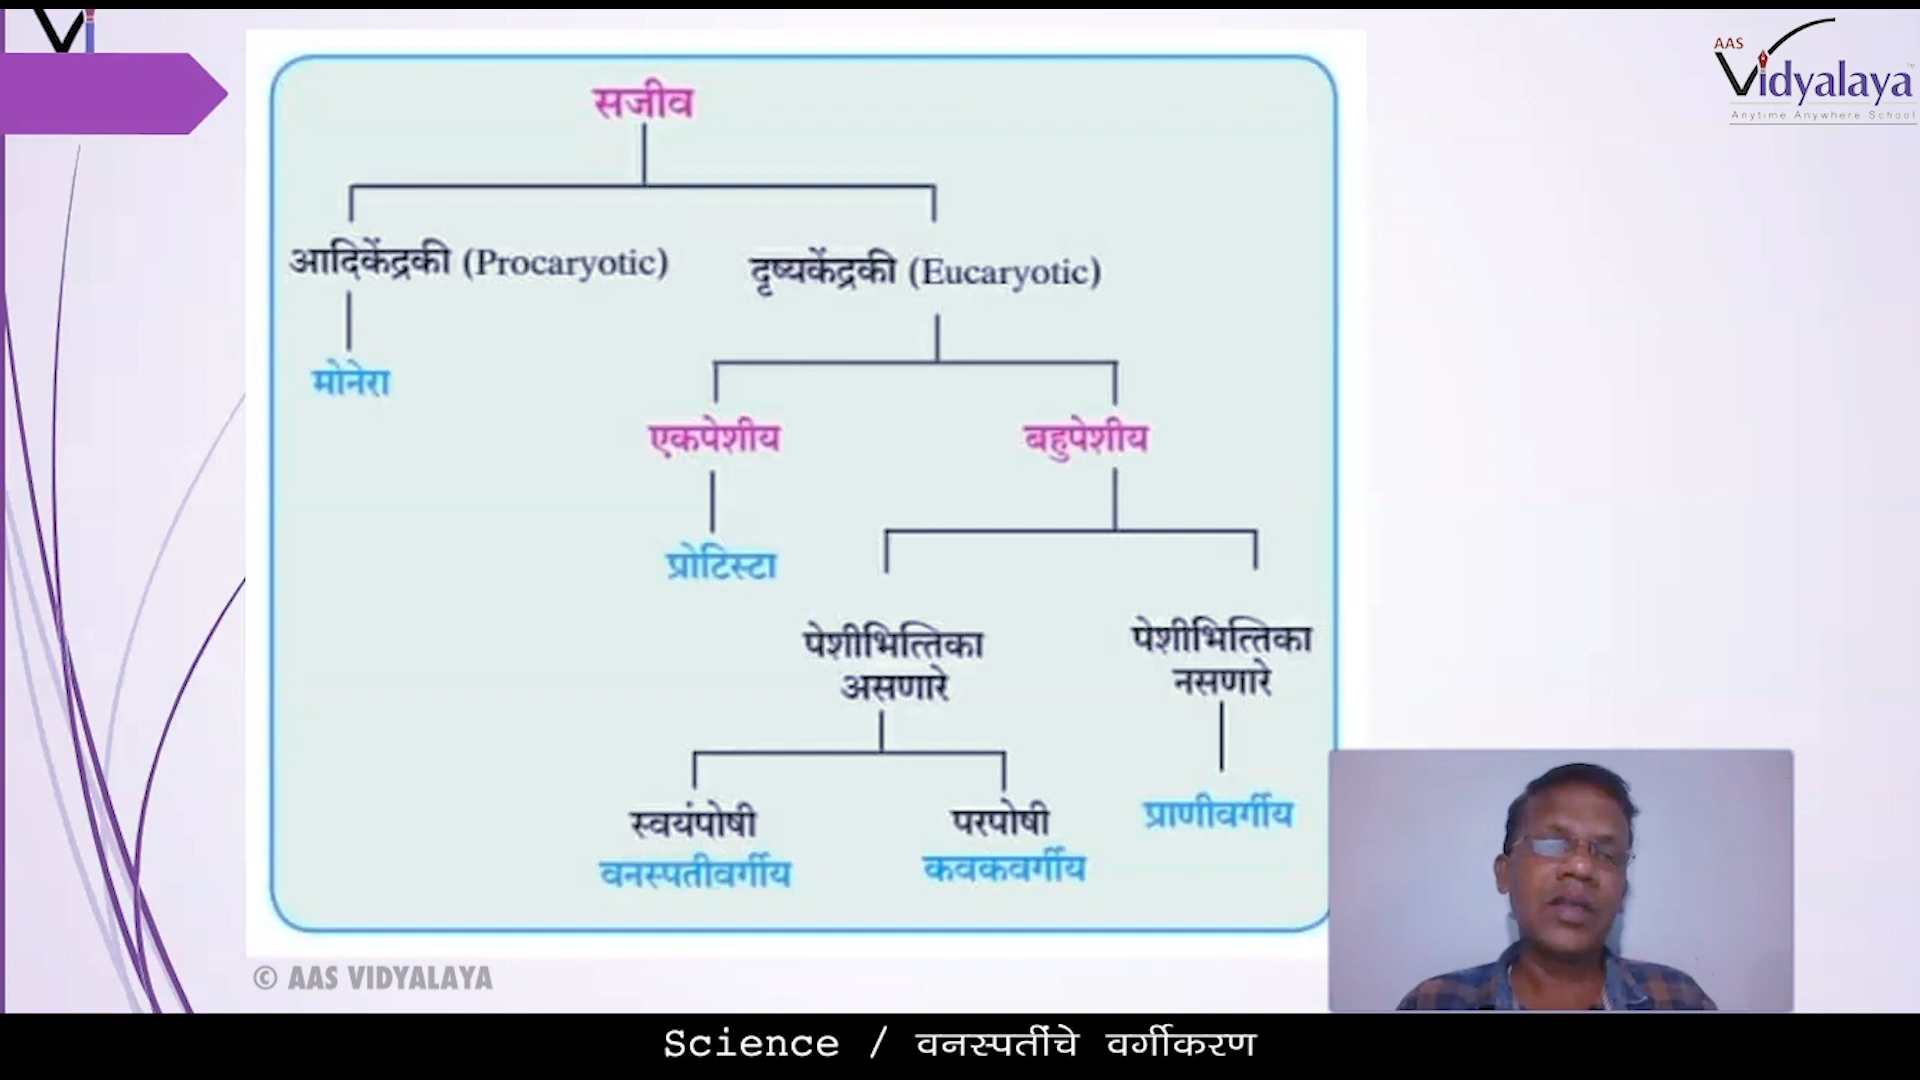 Vi
AAS
Vidyalaya
Anytime Anywhere School
सजीव
आदिकेंद्रकी (Procaryotic)
दृष्यकेंद्रकी (Eucaryotic)
मोनेरा
एकपेशीय
बहुपेशीय
प्रोटिस्टा
पेशीभित्तिका
असणारे
पेशीभित्तिका
नसणारे
स्वयंपोषी
वनस्पतीवर्गीय
परपोषी
कवकवर्गीय
प्राणीवर्गीय
© AAS VIDYALAYA
Science / वनस्पतींचे वर्गीकरण